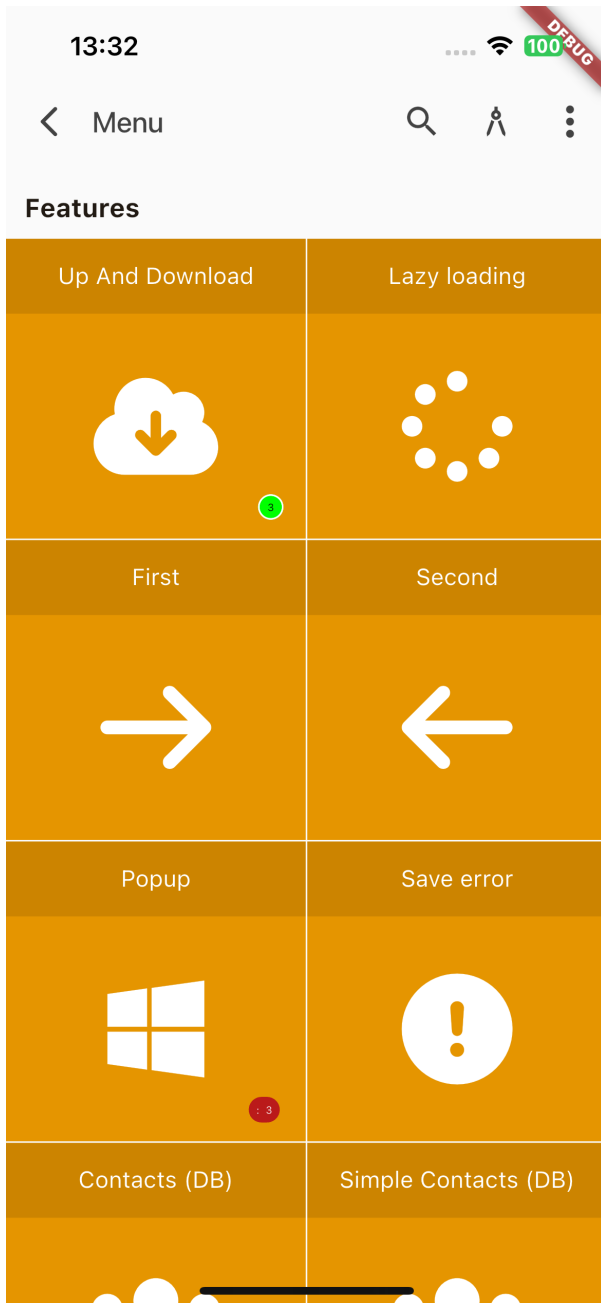 13:32
100
DEBUG
Menu
Features
Up And Download
Lazy loading
3
First
Second
Popup
Save error
: 3
Contacts (DB)
Simple Contacts (DB)